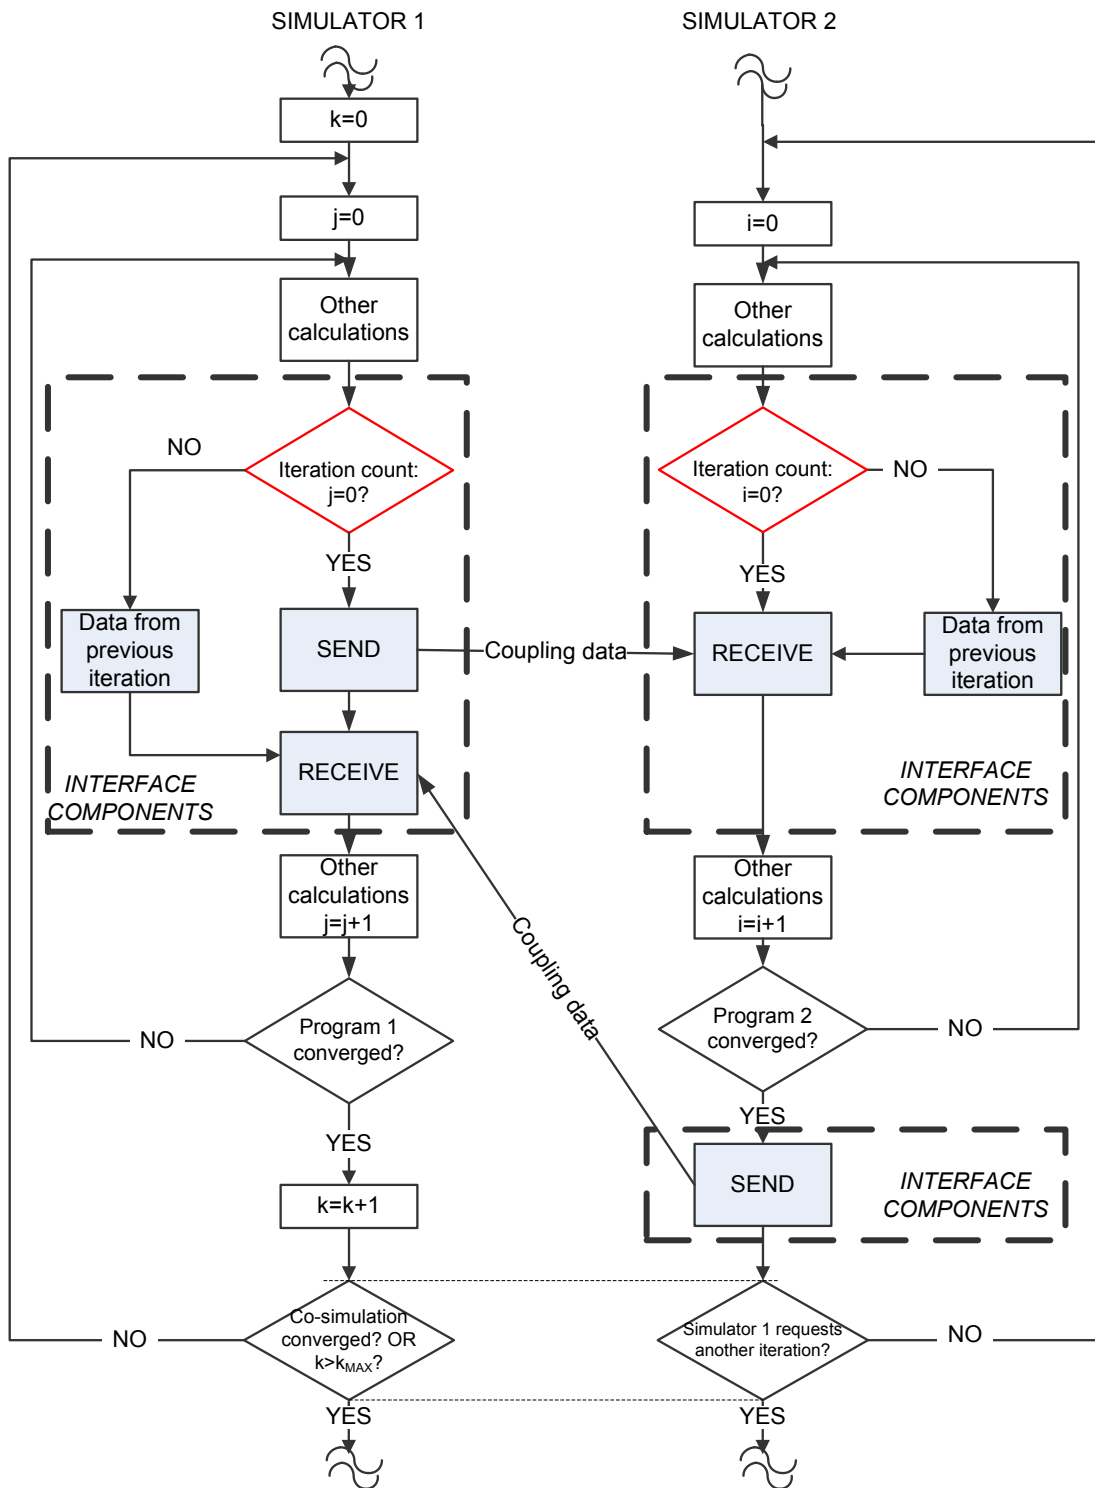 SIMULATOR 1
SIMULATOR 2
k=0
j=0
i=0
Other
calculations
Other
calculations
NO
Iteration count:
j=0?
YES
Iteration count:
i=0?
NO
YES
Data from
previous
iteration
SEND
Coupling data
RECEIVE
Data from
previous
iteration
RECEIVE
INTERFACE
COMPONENTS
INTERFACE
COMPONENTS
Other
calculations
j=j+1
Other
calculations
i=i+1
Coupling data
NO
Program 1
converged?
YES
Program 2
converged?
NO
YES
SEND
INTERFACE
COMPONENTS
k=k+1
NO
Co-simulation
converged? OR
k>kMAX?
YES
Simulator 1 requests
another iteration?
NO
YES